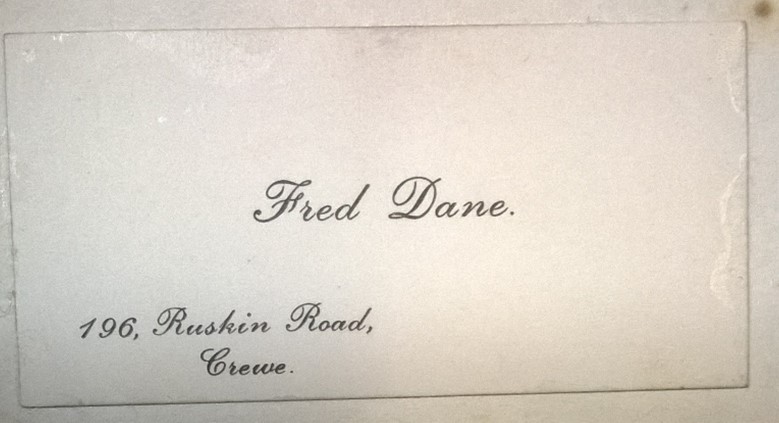 Fred Dane.
196, Ruskin Road,
Crewe.